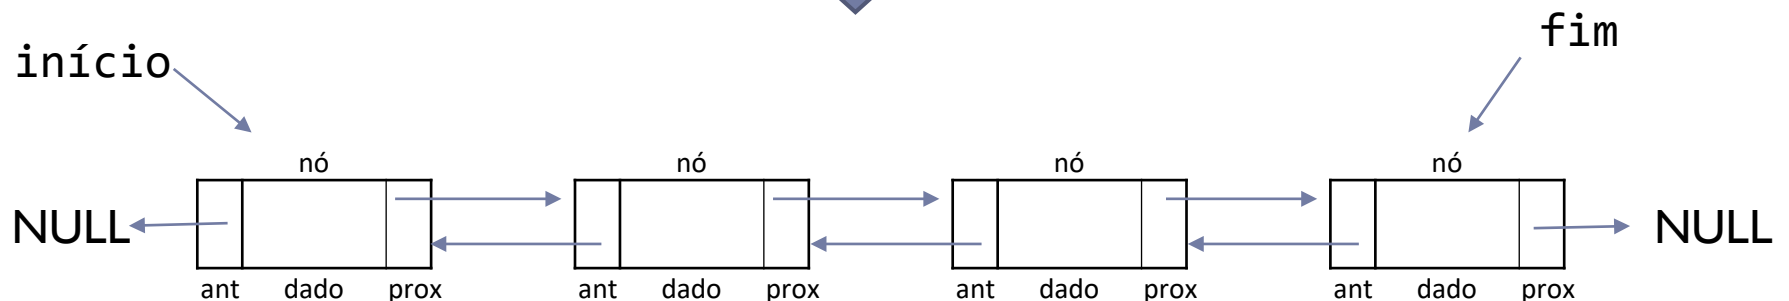 fim
início
nó nó nó nó
NULL NULL
ant dado prox ant dado prox ant dado prox ant dado prox